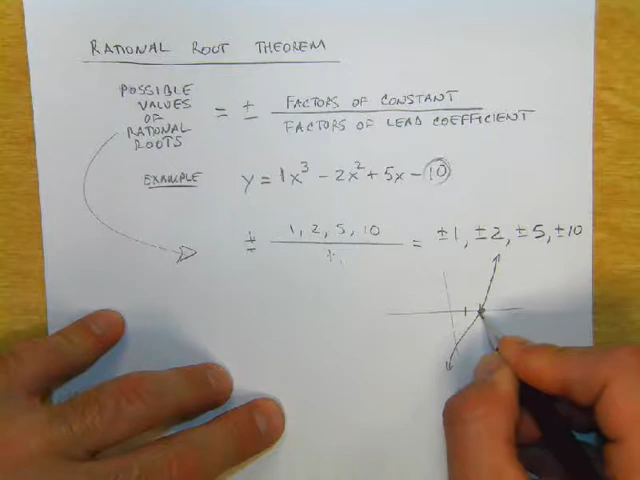 RATIONAL ROOT THEOREM
POSSIBLE
VALUES
OF
RATIONAL
ROOTS
= ± FACTORS OF CONSTANT
FACTORS OF LEAD COEFFICIENT
EXAMPLE y = 1x³ - 2x² + 5x - 10
± 1, 2, 5, 10 = ±1, ±2, ±5, ±10